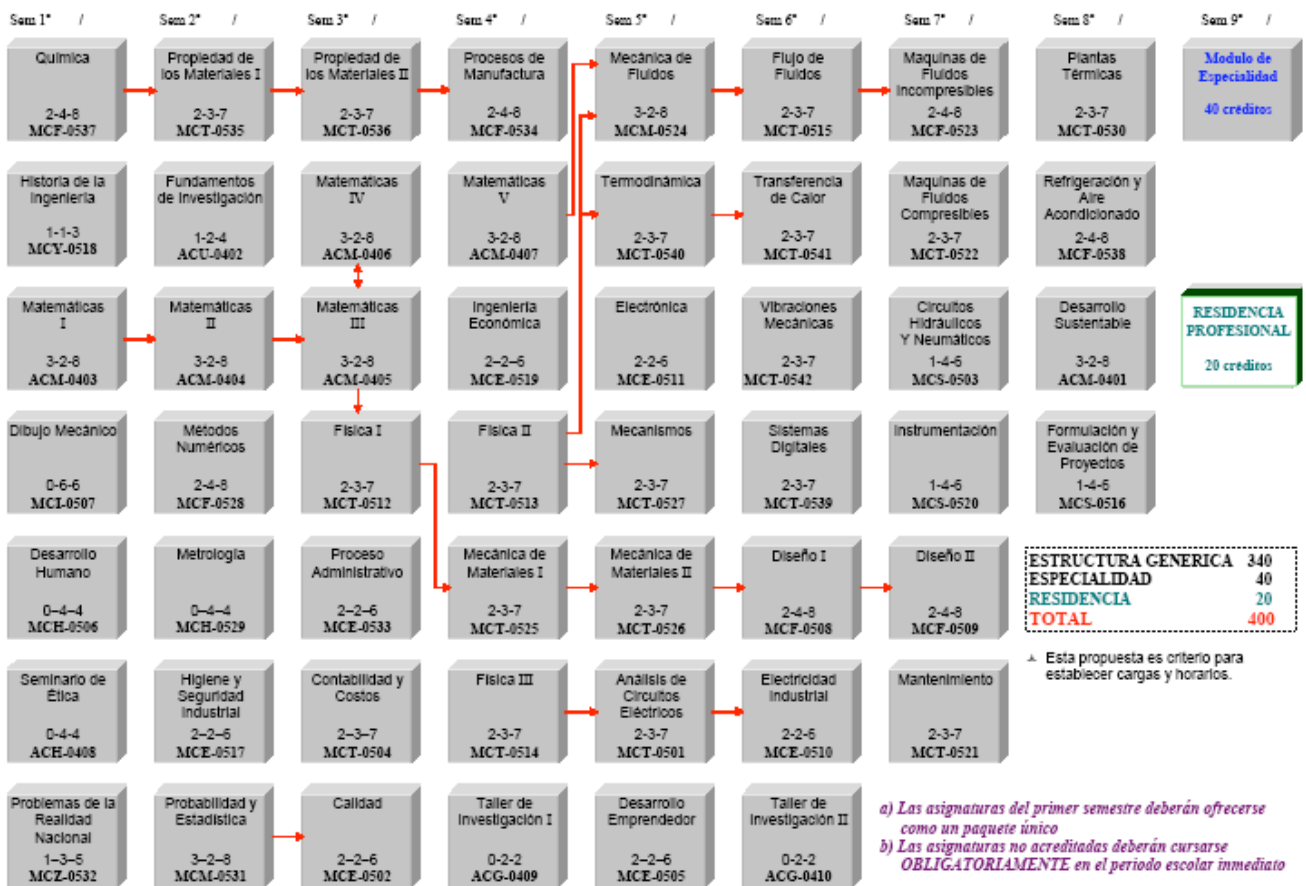 Sem 1° / Sem 2° / Sem 3° / Sem 4° / Sem 5° / Sem 6° / Sem 7° / Sem 8° / Sem 9° /
Química
2-4-8
MCF-0537
Propiedad de
los Materiales I
2-3-7
MCT-0535
Propiedad de
los Materiales II
2-3-7
MCT-0536
Procesos de
Manufactura
2-4-8
MCF-0534
Mecánica de
Fluidos
3-2-8
MCM-0524
Flujo de
Fluidos
2-3-7
MCT-0515
Maquinas de
Fluidos
Incompresibles
2-4-8
MCF-0523
Plantas
Térmicas
2-3-7
MCT-0530
Modulo de
Especialidad
40 créditos
Historia de la
Ingeniería
1-1-3
MCY-0518
Fundamentos
de Investigación
1-2-4
ACU-0402
Matemáticas
IV
3-2-8
ACM-0406
Matemáticas
V
3-2-8
ACM-0407
Termodinámica
2-3-7
MCT-0540
Transferencia
de Calor
2-3-7
MCT-0541
Maquinas de
Fluidos
Compresibles
2-3-7
MCT-0522
Refrigeración y
Aire
Acondicionado
2-4-8
MCF-0538
Matemáticas
I
3-2-8
ACM-0403
Matemáticas
II
3-2-8
ACM-0404
Matemáticas
III
3-2-8
ACM-0405
Ingeniería
Económica
2–2–6
MCE-0519
Electrónica
2-2-6
MCE-0511
Vibraciones
Mecánicas
2-3-7
MCT-0542
Circuitos
Hidráulicos
Y Neumáticos
1-4-6
MCS-0503
Desarrollo
Sustentable
3-2-8
ACM-0401
RESIDENCIA
PROFESIONAL
20 créditos
Dibujo Mecánico
0-6-6
MCI-0507
Métodos
Numéricos
2-4-8
MCF-0528
Física I
2-3-7
MCT-0512
Física II
2-3-7
MCT-0513
Mecanismos
2-3-7
MCT-0527
Sistemas
Digitales
2-3-7
MCT-0539
Instrumentación
1-4-6
MCS-0520
Formulación y
Evaluación de
Proyectos
1-4-6
MCS-0516
Desarrollo
Humano
0–4–4
MCH-0506
Metrología
0–4–4
MCH-0529
Proceso
Administrativo
2–2–6
MCE-0533
Mecánica de
Materiales I
2-3-7
MCT-0525
Mecánica de
Materiales II
2-3-7
MCT-0526
Diseño I
2-4-8
MCF-0508
Diseño II
2-4-8
MCF-0509
ESTRUCTURA GENERICA 340
ESPECIALIDAD 40
RESIDENCIA 20
TOTAL 400
Esta propuesta es criterio para
establecer cargas y horarios.
Seminario de
Ética
0-4-4
ACH-0408
Higiene y
Seguridad
Industrial
2–2–6
MCE-0517
Contabilidad y
Costos
2–3–7
MCT-0504
Física III
2-3-7
MCT-0514
Análisis de
Circuitos
Eléctricos
2-3-7
MCT-0501
Electricidad
Industrial
2-2-6
MCE-0510
Mantenimiento
2-3-7
MCT-0521
Problemas de la
Realidad
Nacional
1–3–5
MCZ-0532
Probabilidad y
Estadística
3–2–8
MCM-0531
Calidad
2–2–6
MCE-0502
Taller de
Investigación I
0-2-2
ACG-0409
Desarrollo
Emprendedor
2–2–6
MCE-0505
Taller de
Investigación II
0-2-2
ACG-0410
a) Las asignaturas del primer semestre deberán ofrecerse
como un paquete único
b) Las asignaturas no acreditadas deberán cursarse
OBLIGATORIAMENTE en el periodo escolar inmediato